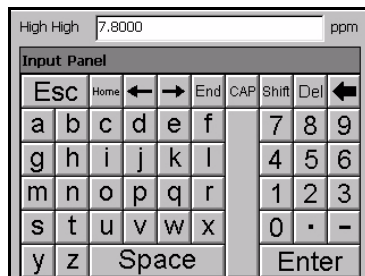 High High 7.8000 ppm
Input Panel
Esc Home ← → End CAP Shift Del ←
a b c d e f 7 8 9
g h i j k l 4 5 6
m n o p q r 1 2 3
s t u v w x 0 . -
y z Space Enter